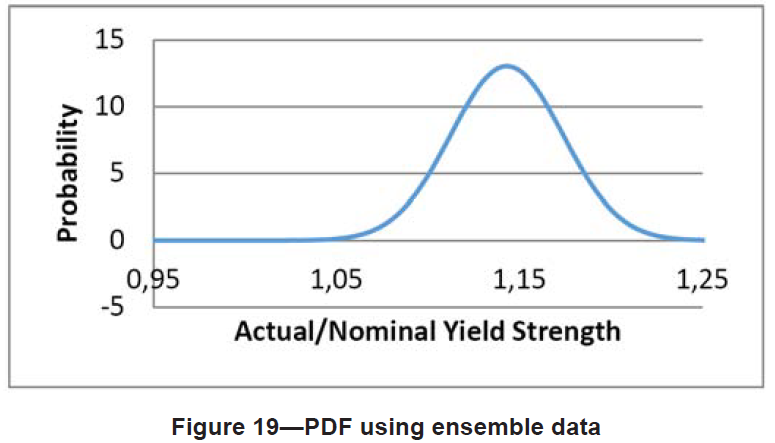 15
10
5
0
-5
Probability
0,95 1,05 1,15 1,25
Actual/Nominal Yield Strength
Figure 19—PDF using ensemble data